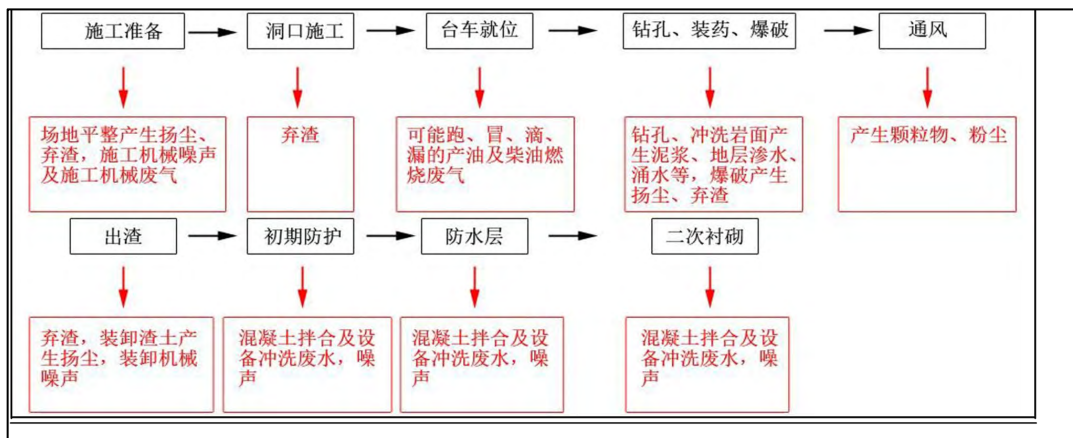 施工准备
洞口施工
台车就位
钻孔、装药、爆破
通风
场地平整产生扬尘、
弃渣，施工机械噪声
及施工机械废气
弃渣
可能跑、冒、滴、
漏的产油及柴油燃
烧废气
钻孔、冲洗岩面产
生泥浆、地层渗水、
涌水等，爆破产生
扬尘、弃渣
产生颗粒物、粉尘
出渣
初期防护
防水层
二次衬砌
弃渣，装卸渣土产
生扬尘，装卸机械
噪声
混凝土拌合及设
备冲洗废水，噪
声
混凝土拌合及设
备冲洗废水，噪
声
混凝土拌合及设
备冲洗废水，噪
声